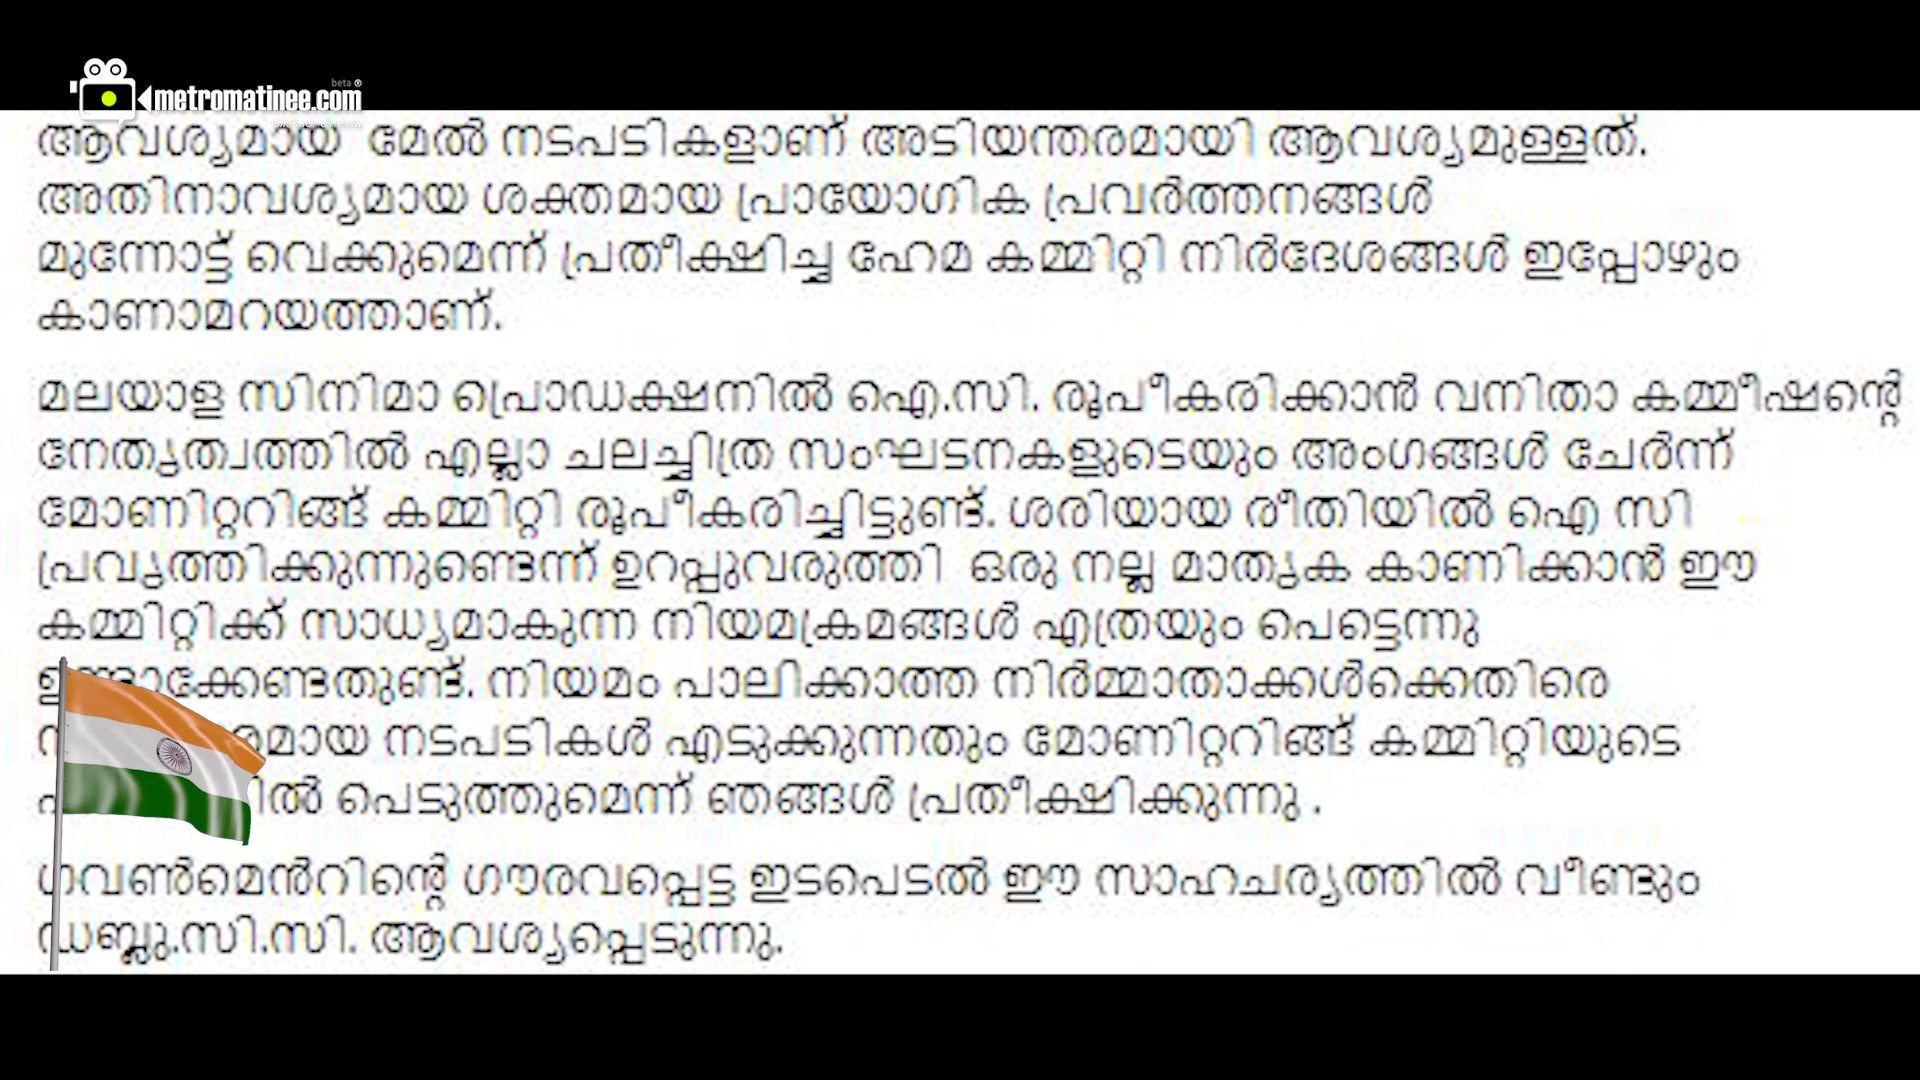 beta ®
metromatinee.com
ആവശ്യമായ മേൽ നടപടികളാണ് അടിയന്തരമായി ആവശ്യമുള്ളത്.
അതിനാവശ്യമായ ശക്തമായ പ്രായോഗിക പ്രവർത്തനങ്ങൾ
മുന്നോട്ട് വെക്കുമെന്ന് പ്രതീക്ഷിച്ച ഹേമ കമ്മിറ്റി നിർദേശങ്ങൾ ഇപ്പോഴും
കാണാമറയത്താണ്.
മലയാള സിനിമാ പ്രൊഡക്ഷനിൽ ഐ.സി. രൂപീകരിക്കാൻ വനിതാ കമ്മീഷന്റെ
നേതൃത്വത്തിൽ എല്ലാ ചലച്ചിത്ര സംഘടനകളുടെയും അംഗങ്ങൾ ചേർന്ന്
മോണിറ്ററിങ്ങ് കമ്മിറ്റി രൂപീകരിച്ചിട്ടുണ്ട്. ശരിയായ രീതിയിൽ ഐ സി
പ്രവൃത്തിക്കുന്നുണ്ടെന്ന് ഉറപ്പുവരുത്തി ഒരു നല്ല മാതൃക കാണിക്കാൻ ഈ
കമ്മിറ്റിക്ക് സാധ്യമാകുന്ന നിയമക്രമങ്ങൾ എത്രയും പെട്ടെന്നു
ഉണ്ടാക്കേണ്ടതുണ്ട്. നിയമം പാലിക്കാത്ത നിർമ്മാതാക്കൾക്കെതിരെ
നടപടികൾ എടുക്കുന്നതും മോണിറ്ററിങ്ങ് കമ്മിറ്റിയുടെ
പെടുത്തുമെന്ന് ഞങ്ങൾ പ്രതീക്ഷിക്കുന്നു .
ഗവൺമെൻറിന്റെ ഗൗരവപ്പെട്ട ഇടപെടൽ ഈ സാഹചര്യത്തിൽ വീണ്ടും
ഡബ്ലു.സി.സി. ആവശ്യപ്പെടുന്നു.